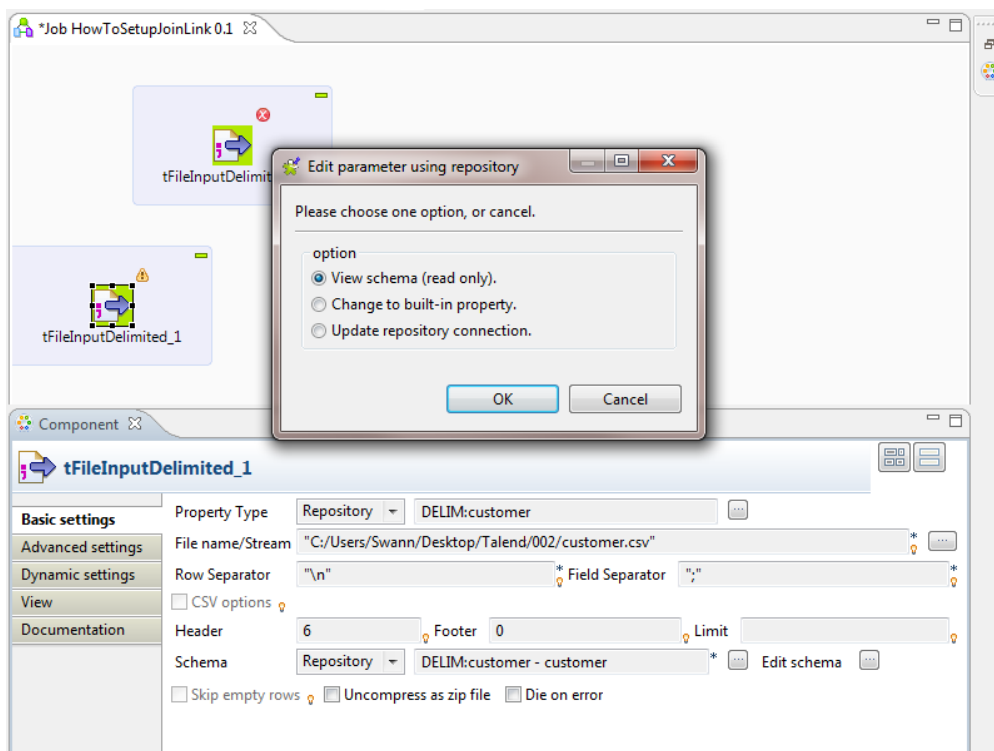 *Job HowToSetupJoinLink 0.1
tFileInputDelimit
tFileInputDelimited_1
Edit parameter using repository
Please choose one option, or cancel.
option
View schema (read only).
Change to built-in property.
Update repository connection.
OK Cancel
Component
tFileInputDelimited_1
Basic settings
Advanced settings
Dynamic settings
View
Documentation
Property Type Repository DELIM:customer ...
File name/Stream "C:/Users/Swann/Desktop/Talend/002/customer.csv" * ...
Row Separator "\n" * Field Separator ";" *
CSV options
Header 6 Footer 0 Limit
Schema Repository DELIM:customer - customer * ... Edit schema ...
Skip empty rows Uncompress as zip file Die on error